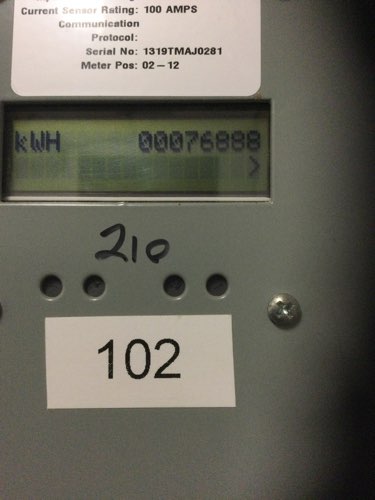 Current Sensor Rating: 100 AMPS
Communication
Protocol:
Serial No: 1319TMAJ0281
Meter Pos: 02-12
kWH 00076888
>
210
102